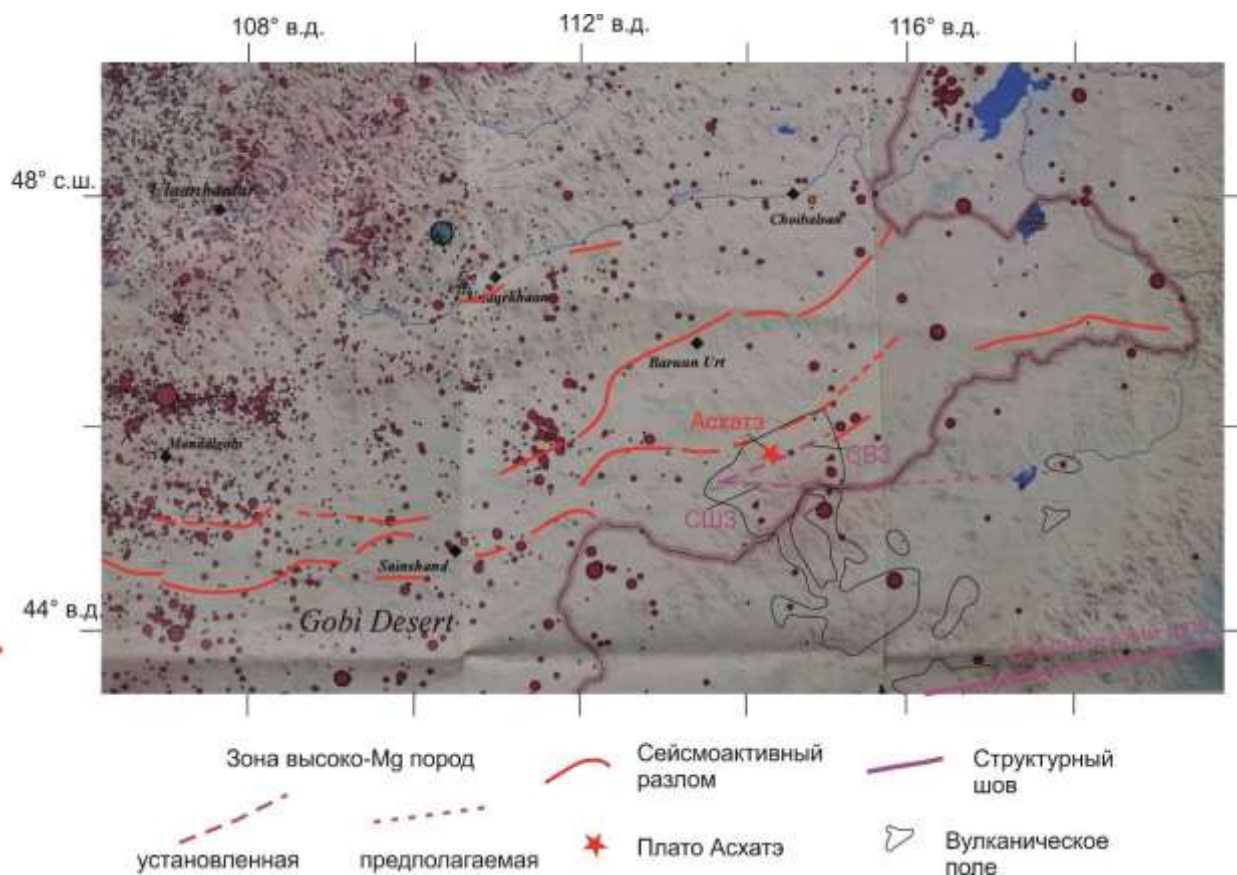 108° в.д.
112° в.д.
116° в.д.
48° с.ш.
Ulaanbaatar
Choibalsan
Baruun Urt
Mandalgobi
Асхатэ
СВЗ
СШЗ
Sainshand
Gobi Desert
44° в.д.
Зона высоко-Mg пород
установленная
предполагаемая
Сейсмоактивный
разлом
Плато Асхатэ
Структурный
шов
Вулканическое
поле